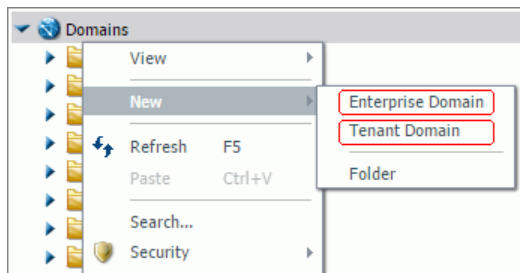 Domains
View
New
Enterprise Domain
Tenant Domain
Folder
Refresh F5
Paste Ctrl+V
Search...
Security